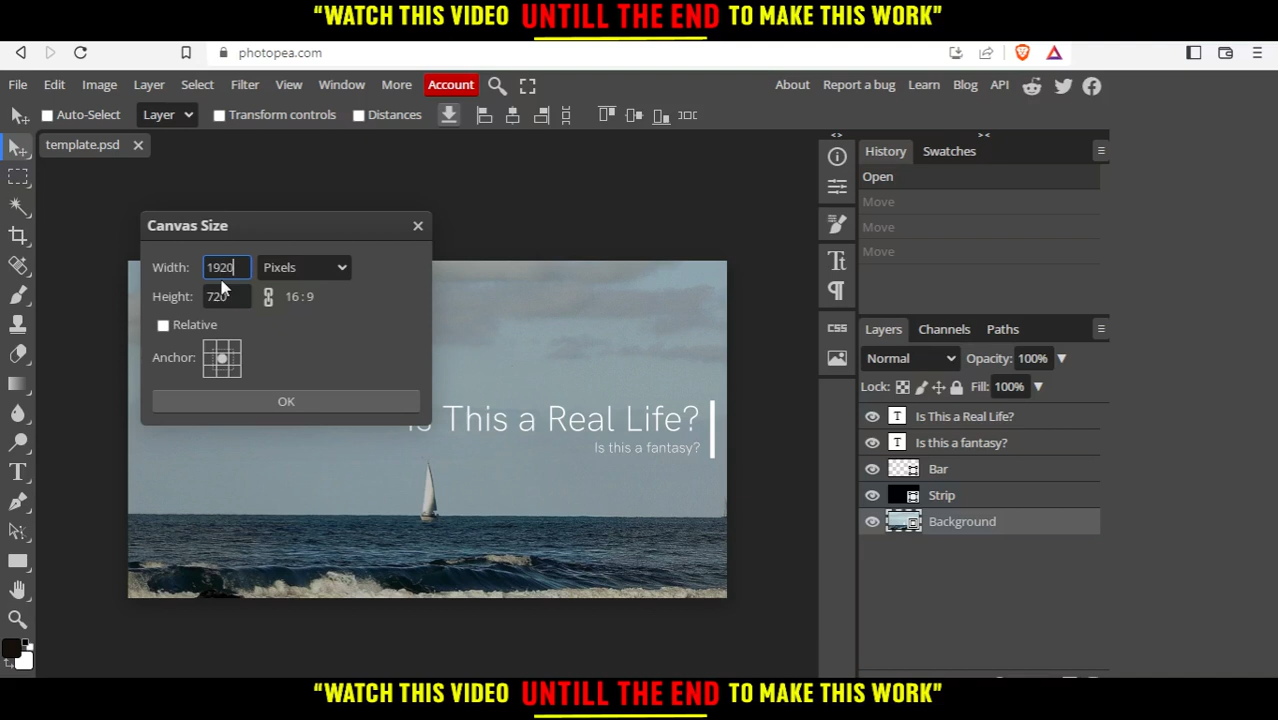 “WATCH THIS VIDEO UNTILL THE END TO MAKE THIS WORK”
photopea.com
File Edit Image Layer Select Filter View Window More Account About Report a bug Learn Blog API
Auto-Select Layer Transform controls Distances
template.psd
History Swatches
Open
Move
Move
Move
Canvas Size
Width: 1920 Pixels
Height: 720 16 : 9
Relative
Anchor:
OK
Is This a Real Life?
Is this a fantasy?
CSS
Layers Channels Paths
Normal Opacity: 100%
Lock: Fill: 100%
T Is This a Real Life?
T Is this a fantasy?
Bar
Strip
Background
“WATCH THIS VIDEO UNTILL THE END TO MAKE THIS WORK”